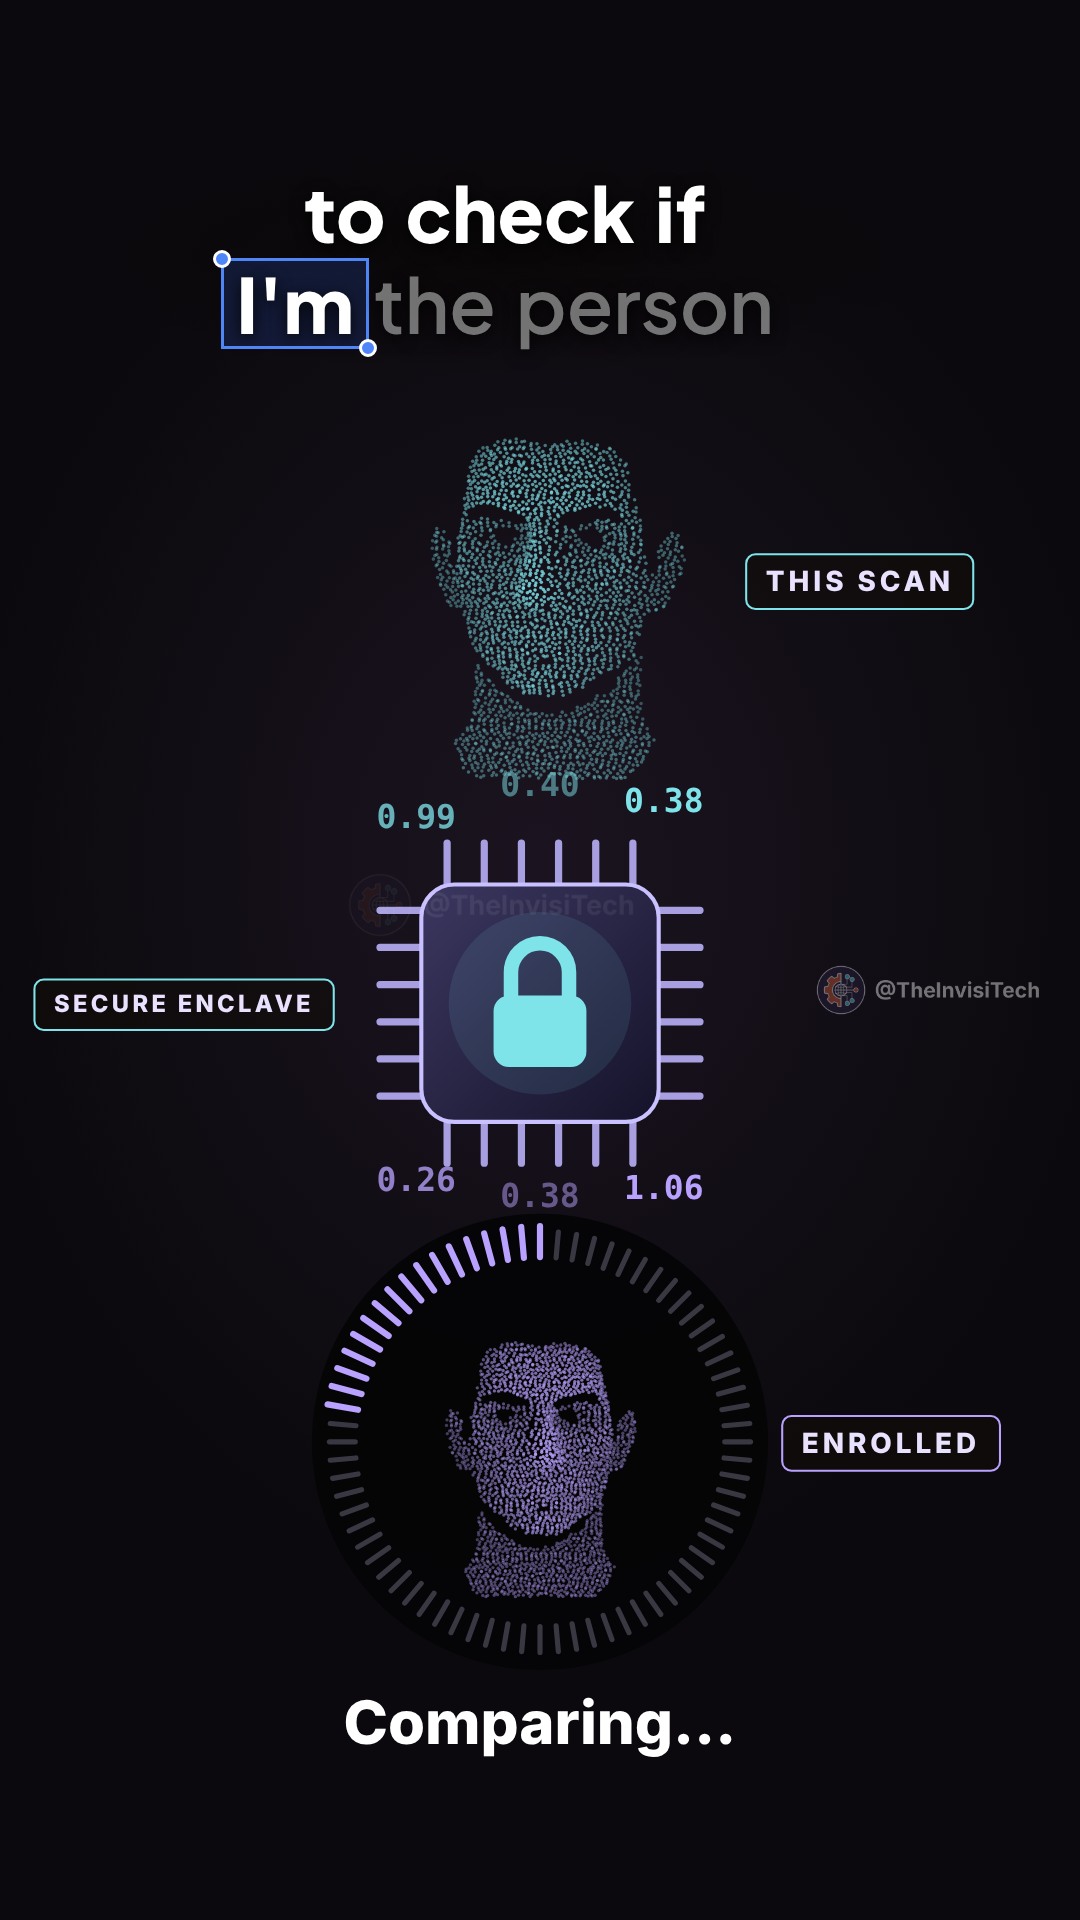 to check if
I'm the person
THIS SCAN
0.40
0.38
0.99
@TheInvisiTech
SECURE ENCLAVE
@TheInvisiTech
0.26
0.38
1.06
ENROLLED
Comparing...